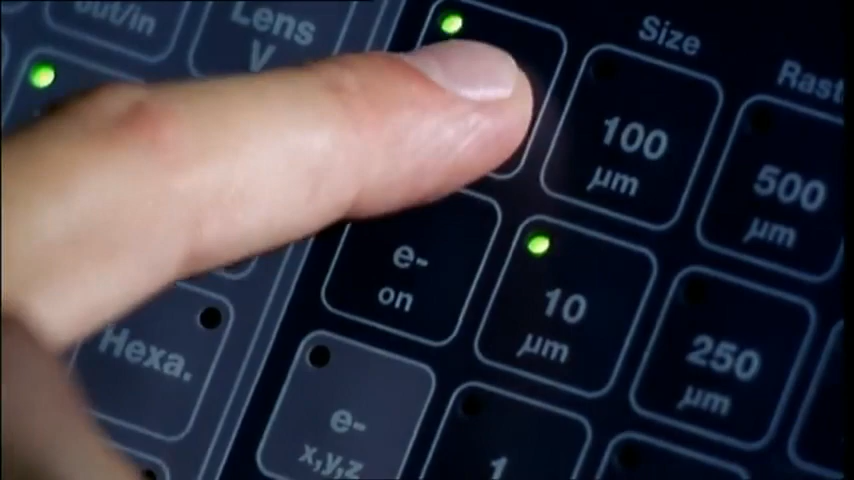 out/in
Lens
V
Size
Rast
100
µm
500
µm
e-
on
10
µm
250
µm
Hexa.
e-
x,y,z
1